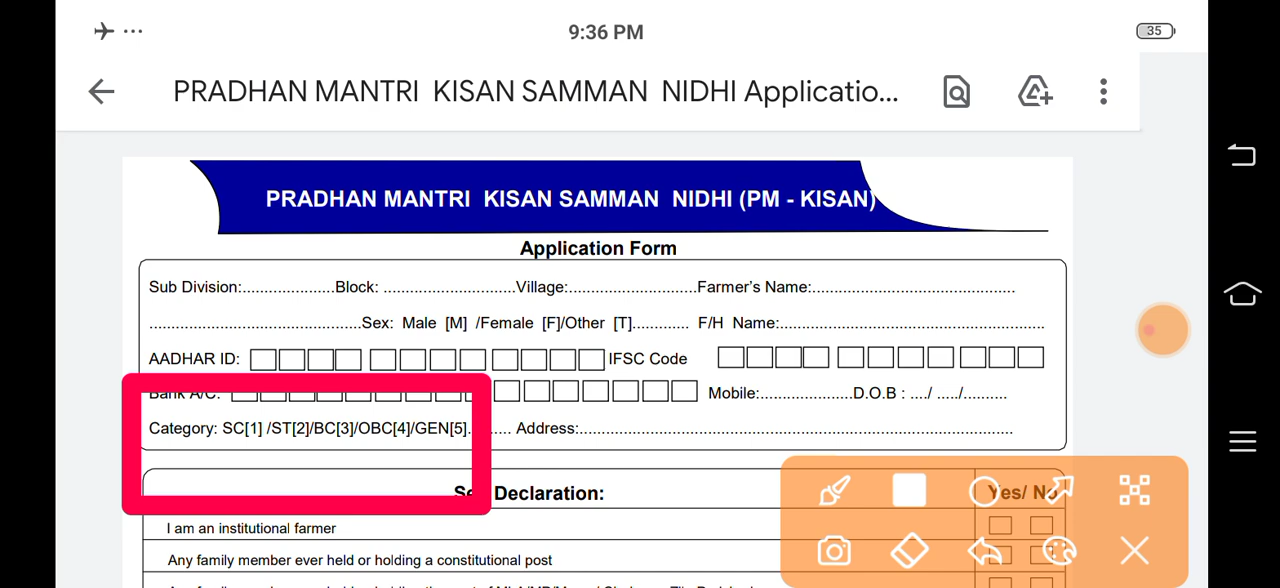 9:36 PM
35
PRADHAN MANTRI KISAN SAMMAN NIDHI Applicatio...
PRADHAN MANTRI KISAN SAMMAN NIDHI (PM - KISAN)
Application Form
Sub Division:.....................Block: ..............................Village:.............................Farmer's Name:...............................................
.................................................Sex: Male [M] /Female [F]/Other [T]............. F/H Name:.............................................................
AADHAR ID: IFSC Code
Bank A/C: Mobile:.....................D.O.B : ..../ ...../..........
Category: SC[1] /ST[2]/BC[3]/OBC[4]/GEN[5]. ..... Address:....................................................................................................
Declaration: Yes/ No
I am an institutional farmer
Any family member ever held or holding a constitutional post